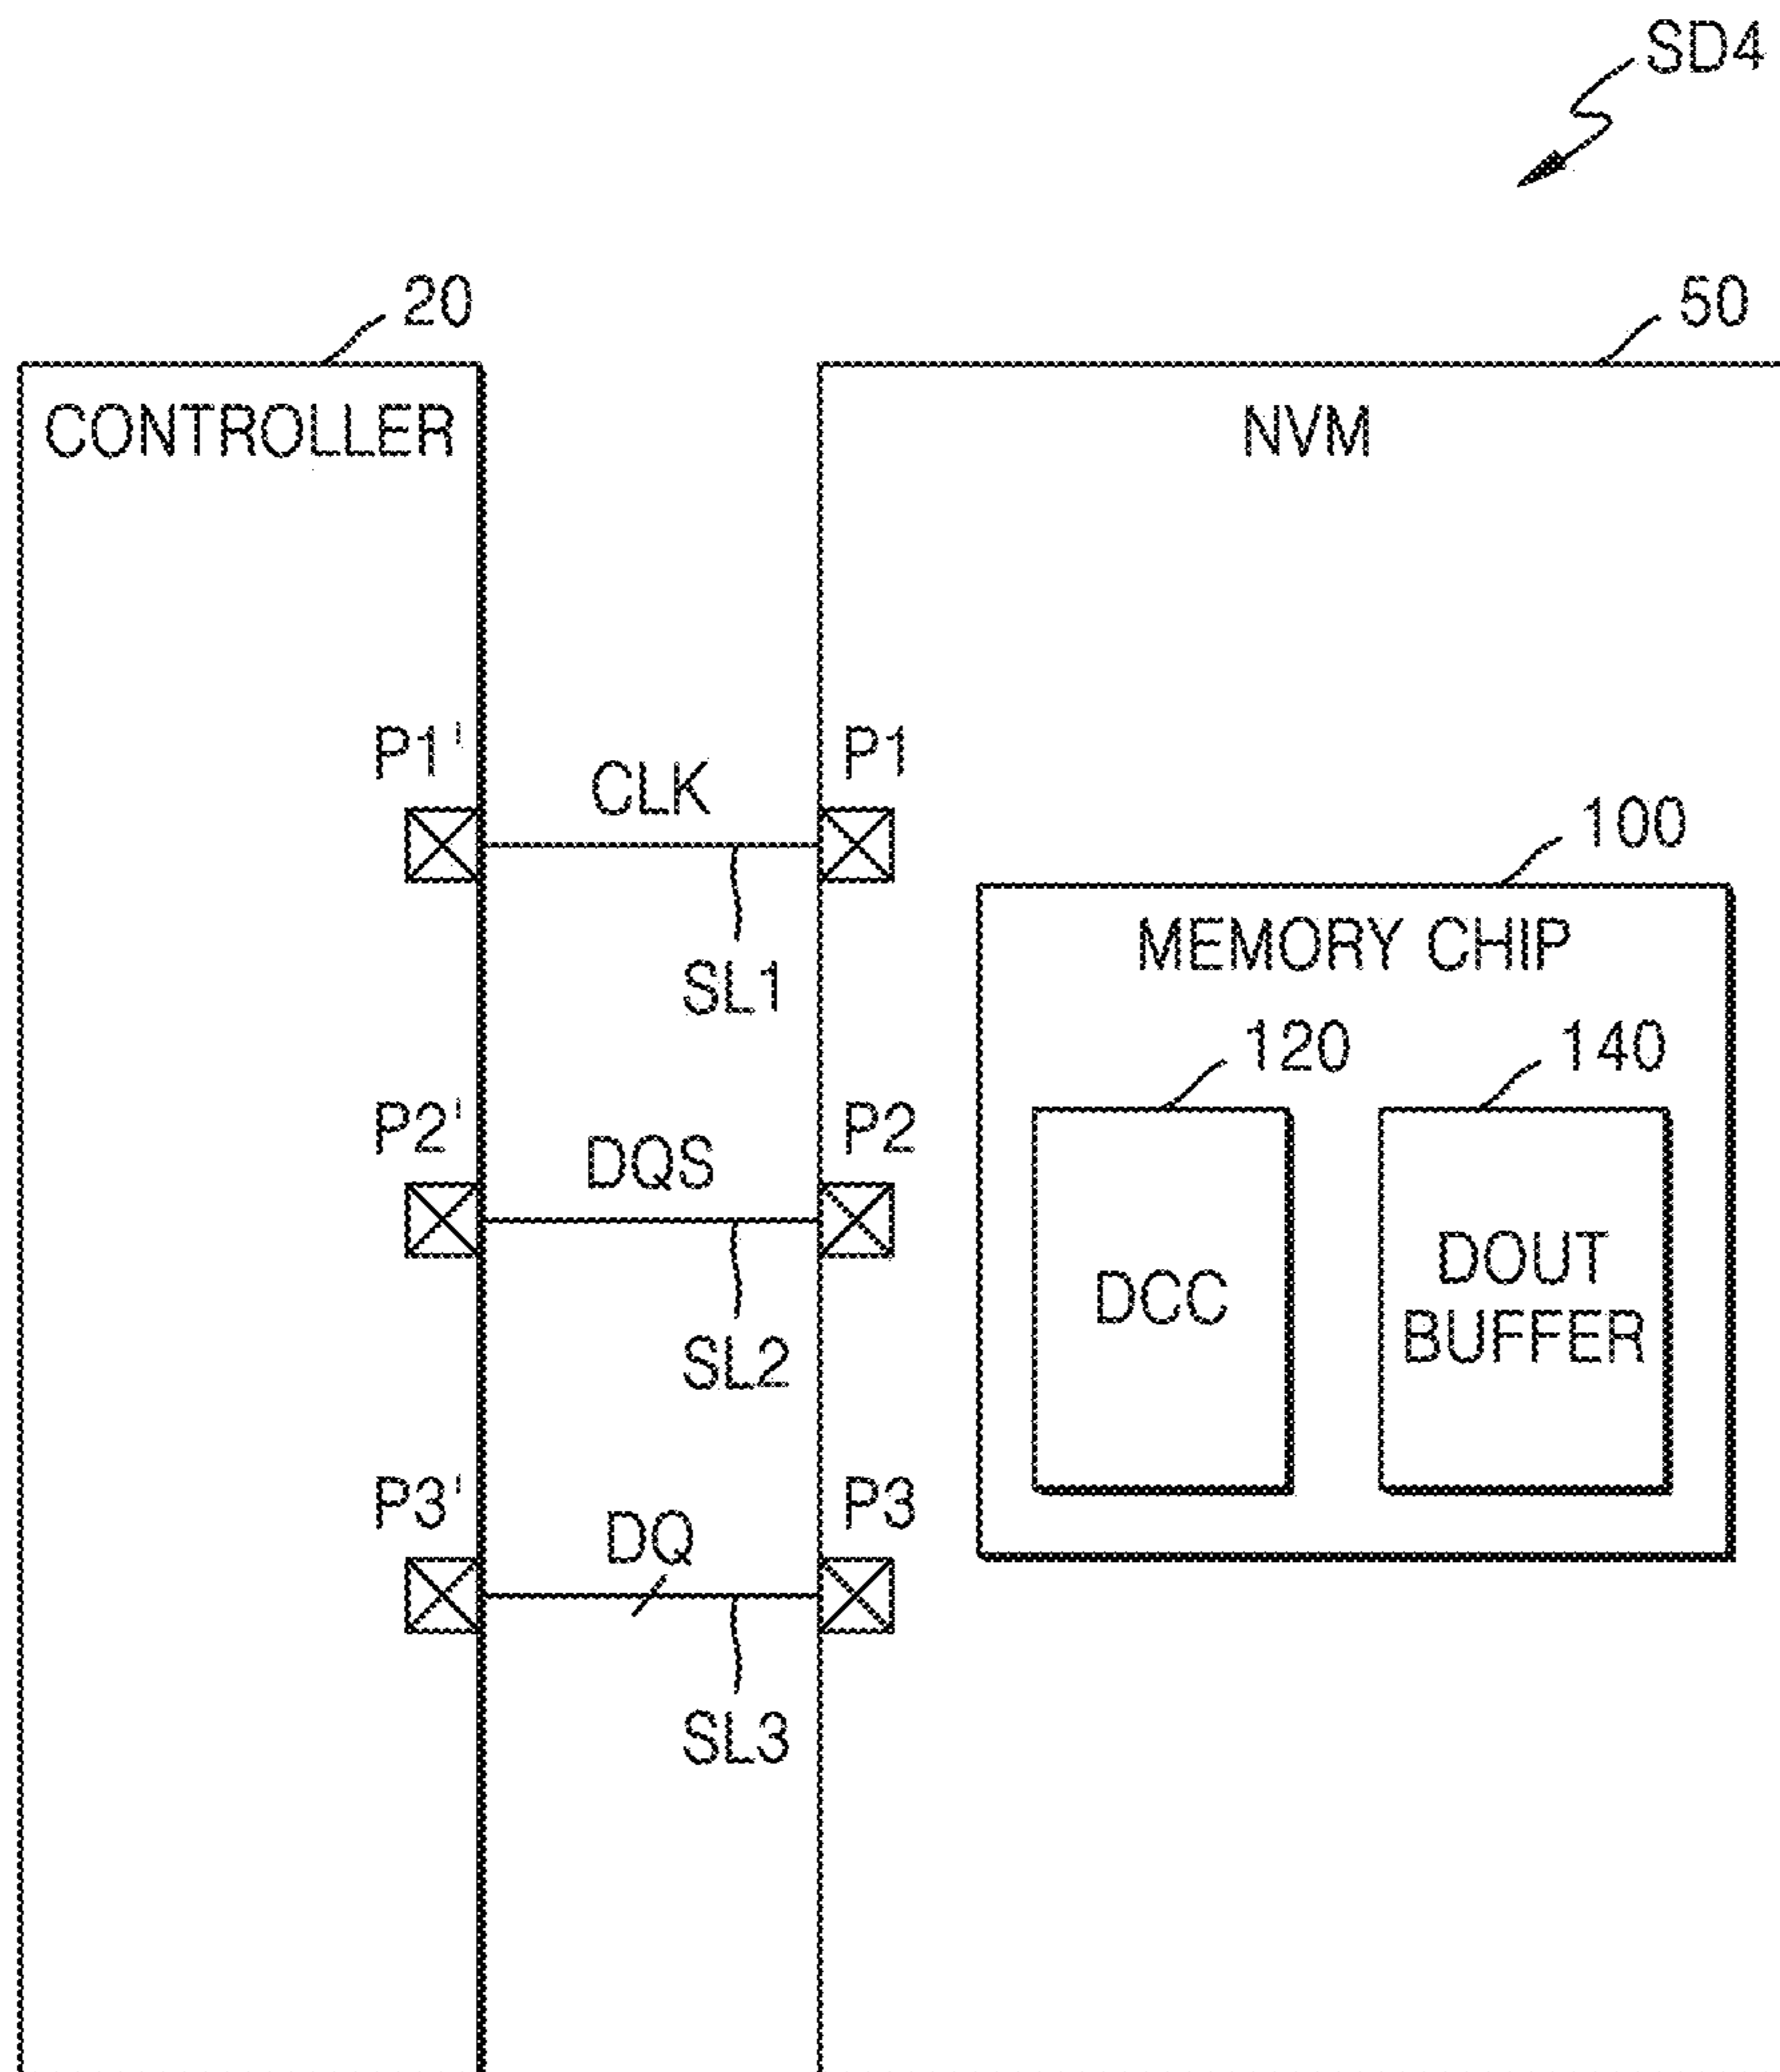 SD4
20
50
CONTROLLER
NVM
P1'
CLK
P1
100
SL1
MEMORY CHIP
120
140
P2'
DQS
P2
DCC
DOUT
BUFFER
SL2
P3'
DQ
P3
SL3